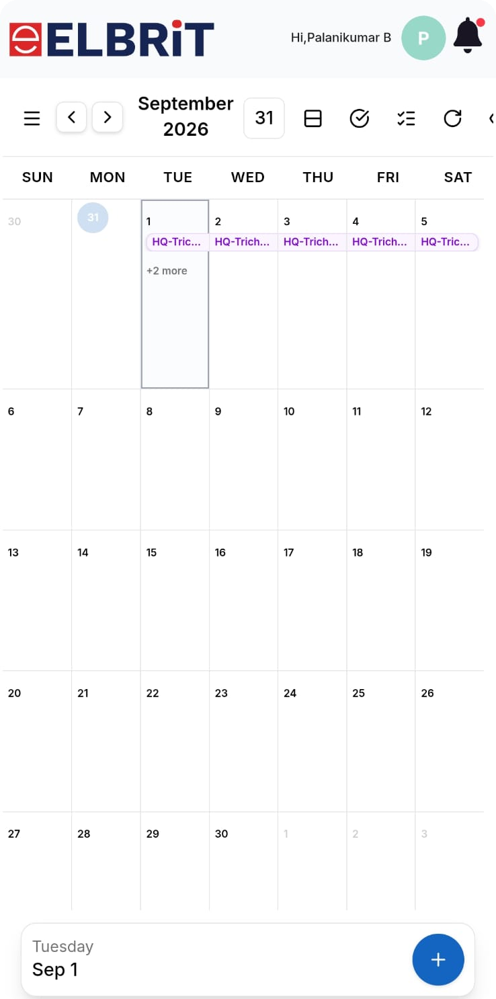 ELBRiT
Hi,Palanikumar B
P
September
2026
31
SUN MON TUE WED THU FRI SAT
30 31 1 2 3 4 5
HQ-Tric... HQ-Trich... HQ-Trich... HQ-Trich... HQ-Tric...
+2 more
6 7 8 9 10 11 12
13 14 15 16 17 18 19
20 21 22 23 24 25 26
27 28 29 30 1 2 3
Tuesday
Sep 1